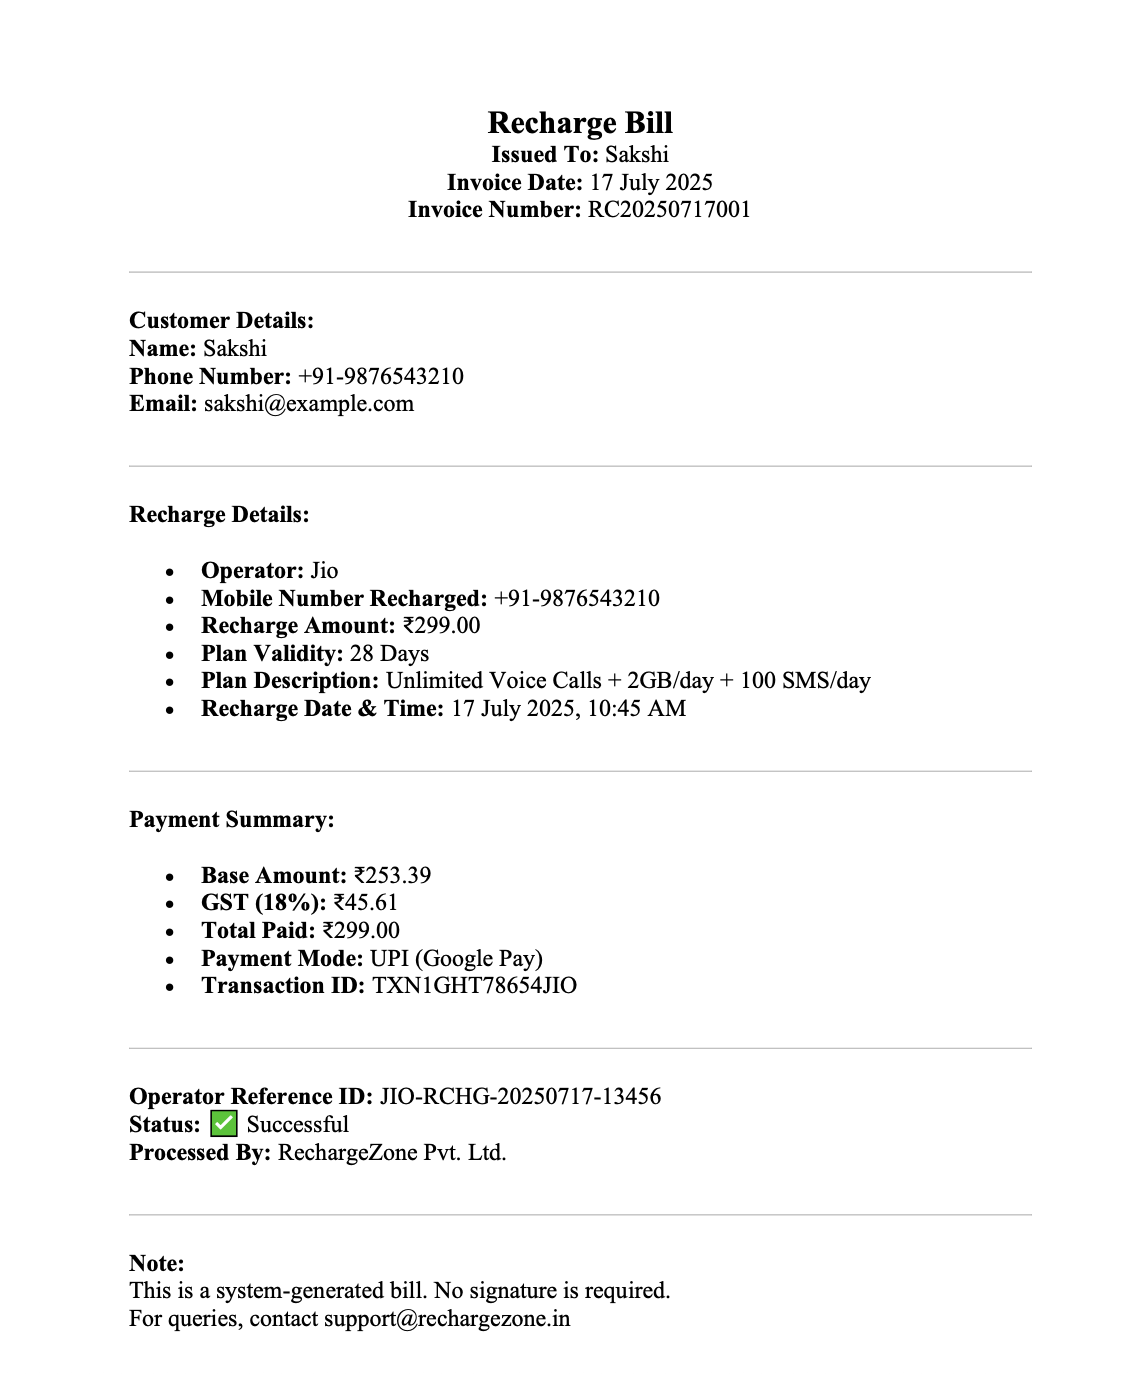 Recharge Bill
Issued To: Sakshi
Invoice Date: 17 July 2025
Invoice Number: RC20250717001
Customer Details:
Name: Sakshi
Phone Number: +91-9876543210
Email: sakshi@example.com
Recharge Details:
• Operator: Jio
• Mobile Number Recharged: +91-9876543210
• Recharge Amount: ₹299.00
• Plan Validity: 28 Days
• Plan Description: Unlimited Voice Calls + 2GB/day + 100 SMS/day
• Recharge Date & Time: 17 July 2025, 10:45 AM
Payment Summary:
• Base Amount: ₹253.39
• GST (18%): ₹45.61
• Total Paid: ₹299.00
• Payment Mode: UPI (Google Pay)
• Transaction ID: TXN1GHT78654JIO
Operator Reference ID: JIO-RCHG-20250717-13456
Status: ✅ Successful
Processed By: RechargeZone Pvt. Ltd.
Note:
This is a system-generated bill. No signature is required.
For queries, contact support@rechargezone.in